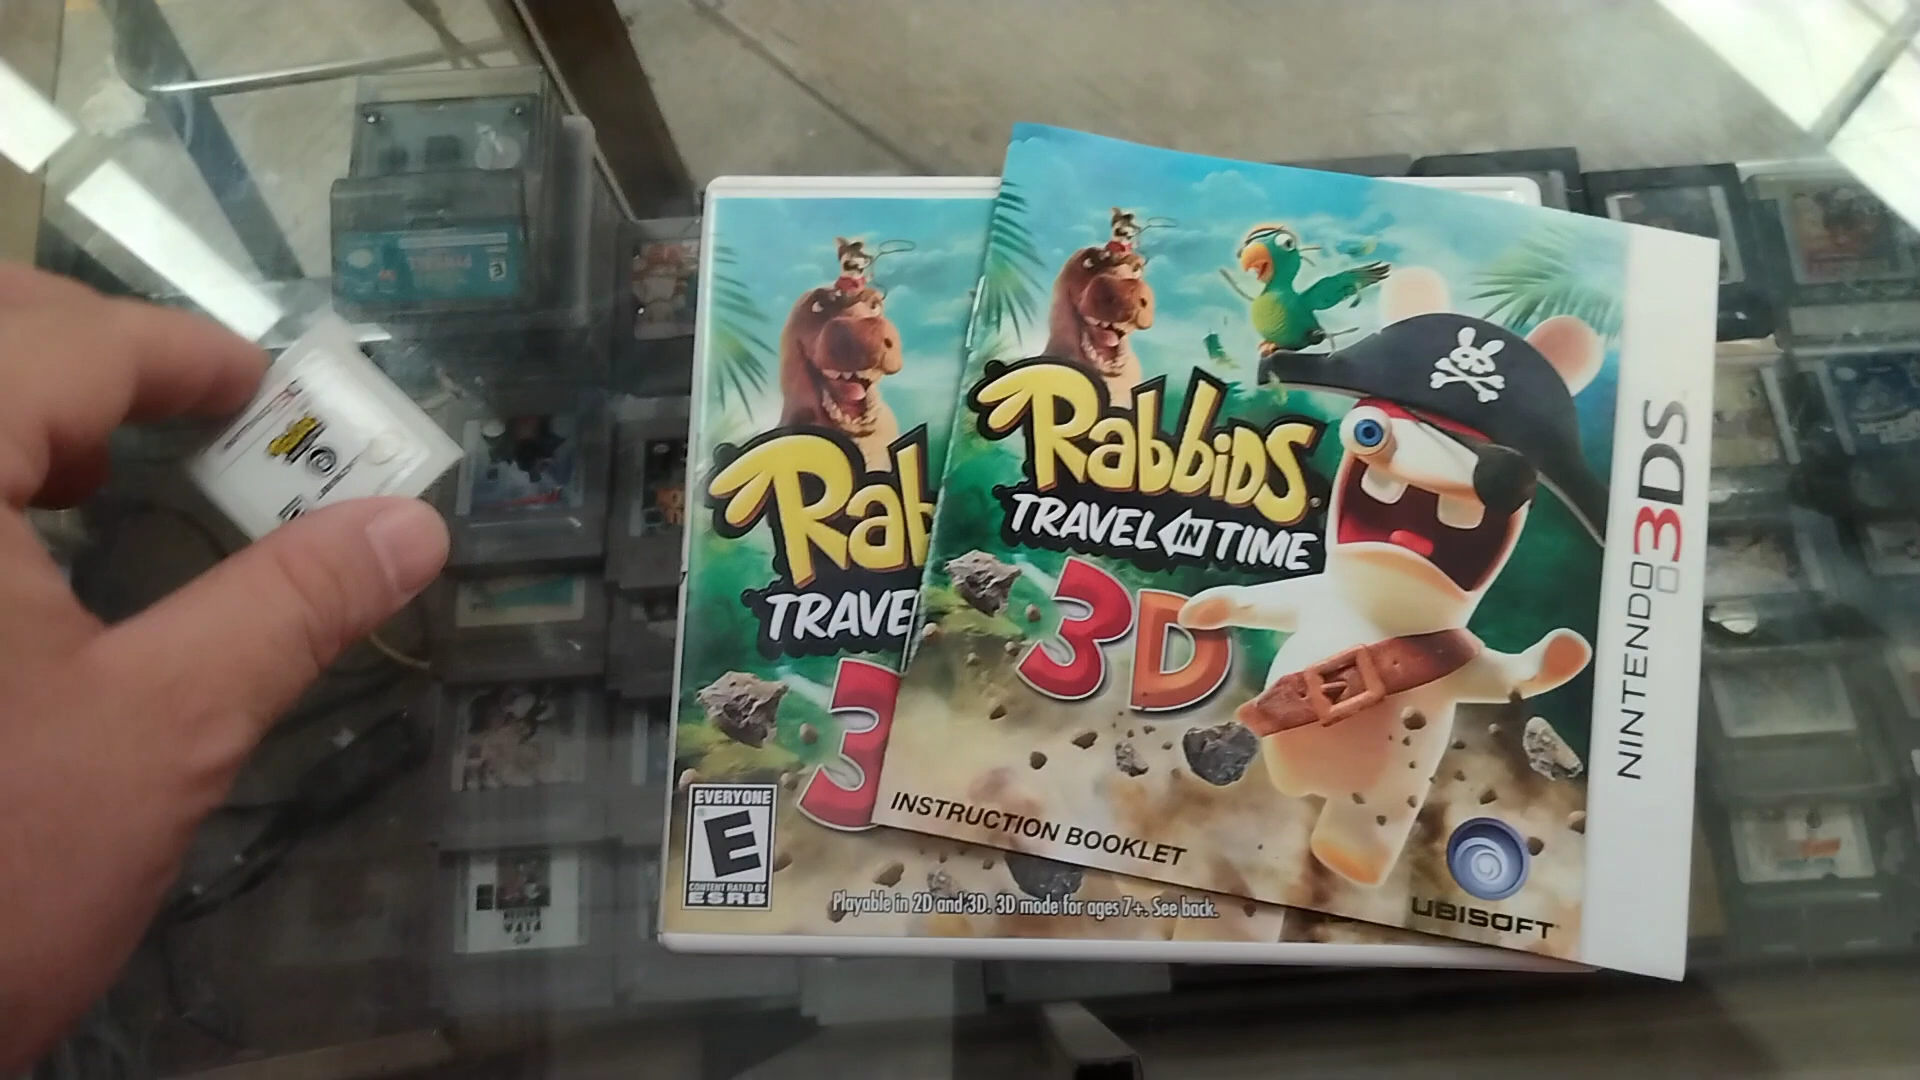 Rab
TRAVE
3
EVERYONE
E
CONTENT RATED BY
ESRB
Playable in 2D and 3D. 3D mode for ages 7+. See back.
Rabbids
TRAVEL IN TIME
3D
INSTRUCTION BOOKLET
UBISOFT
NINTENDO 3DS